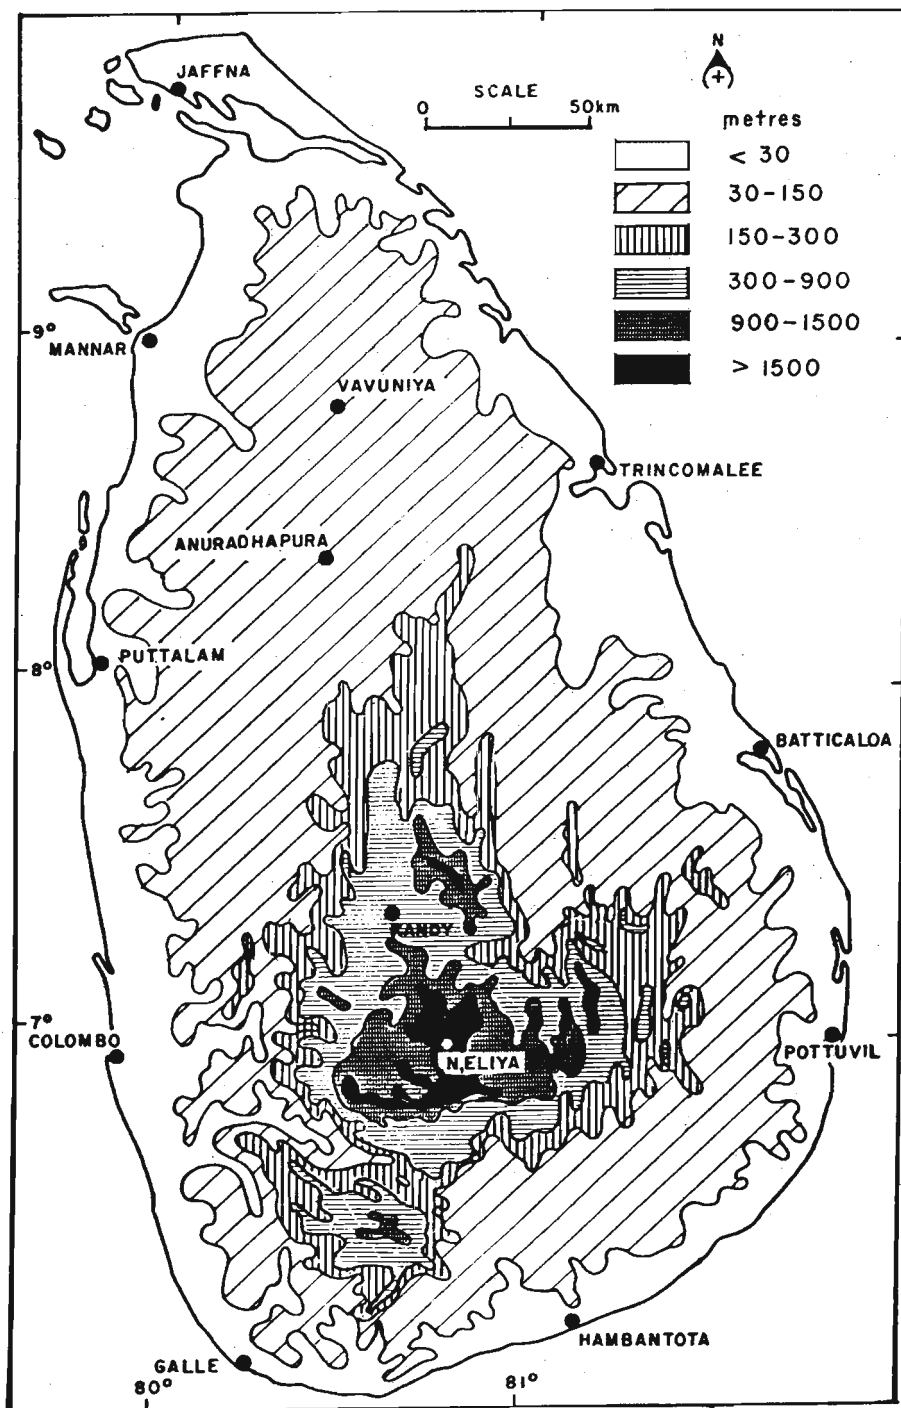 N
JAFFNA
SCALE
0 50km
metres
< 30
30-150
150-300
300-900
900-1500
> 1500
9°
MANNAR
VAVUNIYA
TRINCOMALEE
ANURADHAPURA
8°
PUTTALAM
BATTICALOA
KANDY
7°
COLOMBO
N,ELIYA
POTTUVIL
HAMBANTOTA
GALLE
80°
81°